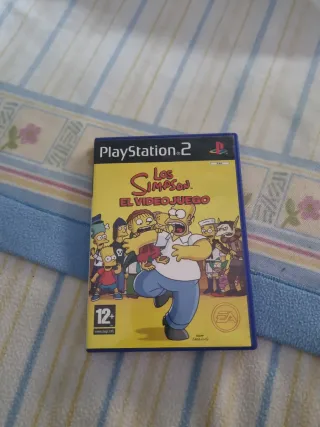 PlayStation 2
Los
Simpson
EL VIDEOJUEGO
12+
EA